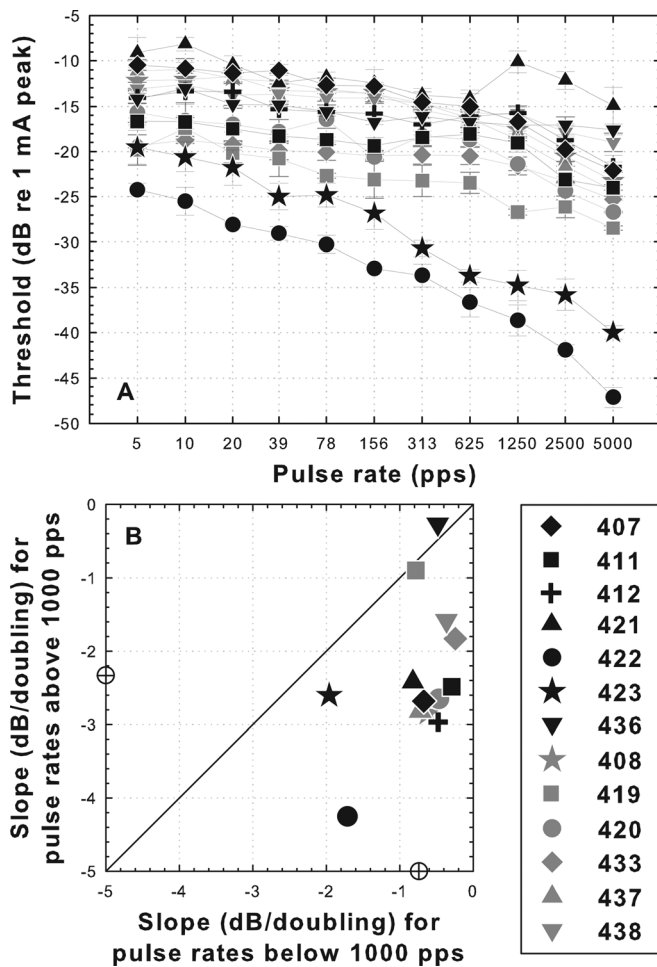 -5
-10
-15
-20
-25
-30
-35
-40
-45
-50
Threshold (dB re 1 mA peak)
A
5 10 20 39 78 156 313 625 1250 2500 5000
Pulse rate (pps)
0
-1
-2
-3
-4
-5
Slope (dB/doubling) for
pulse rates above 1000 pps
B
-5 -4 -3 -2 -1 0
Slope (dB/doubling) for
pulse rates below 1000 pps
407
411
412
421
422
423
436
408
419
420
433
437
438